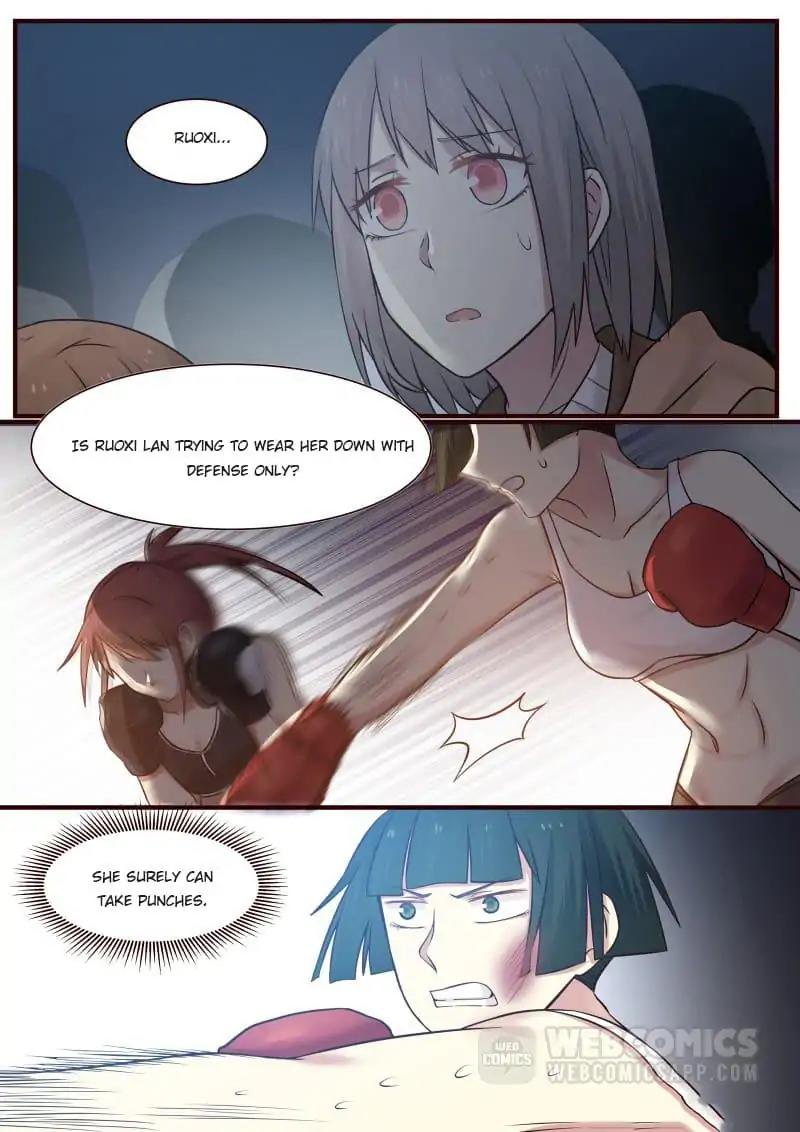 RUOXI...
IS RUOXI LAN TRYING TO WEAR HER DOWN WITH
DEFENSE ONLY?
SHE SURELY CAN
TAKE PUNCHES.
WEB
COMICS
WEBCOMICS
WEBCOMICSAPP.COM